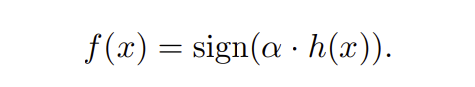 f(x) = sign(α · h(x)).